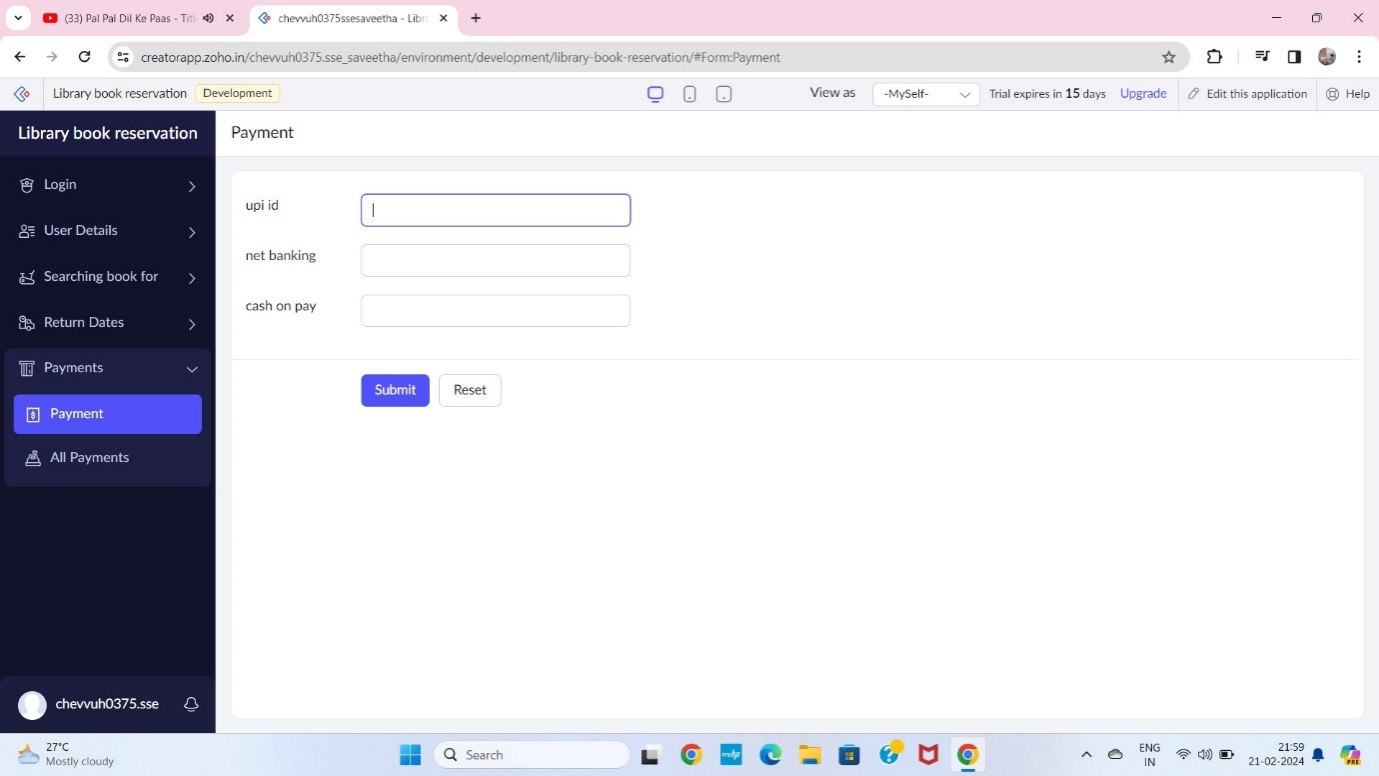 (33) Pal Pal Dil Ke Paas - Titl
chevvuh0375ssesaveetha - Libra
creatorapp.zoho.in/chevvuh0375.sse_saveetha/environment/development/library-book-reservation/#Form:Payment
Library book reservation Development View as -MySelf- Trial expires in 15 days Upgrade Edit this application Help
Library book reservation
Payment
Login
User Details
Searching book for
Return Dates
Payments
Payment
All Payments
upi id
net banking
cash on pay
Submit Reset
chevvuh0375.sse
27°C
Mostly cloudy
Search
ENG
IN
21:59
21-02-2024